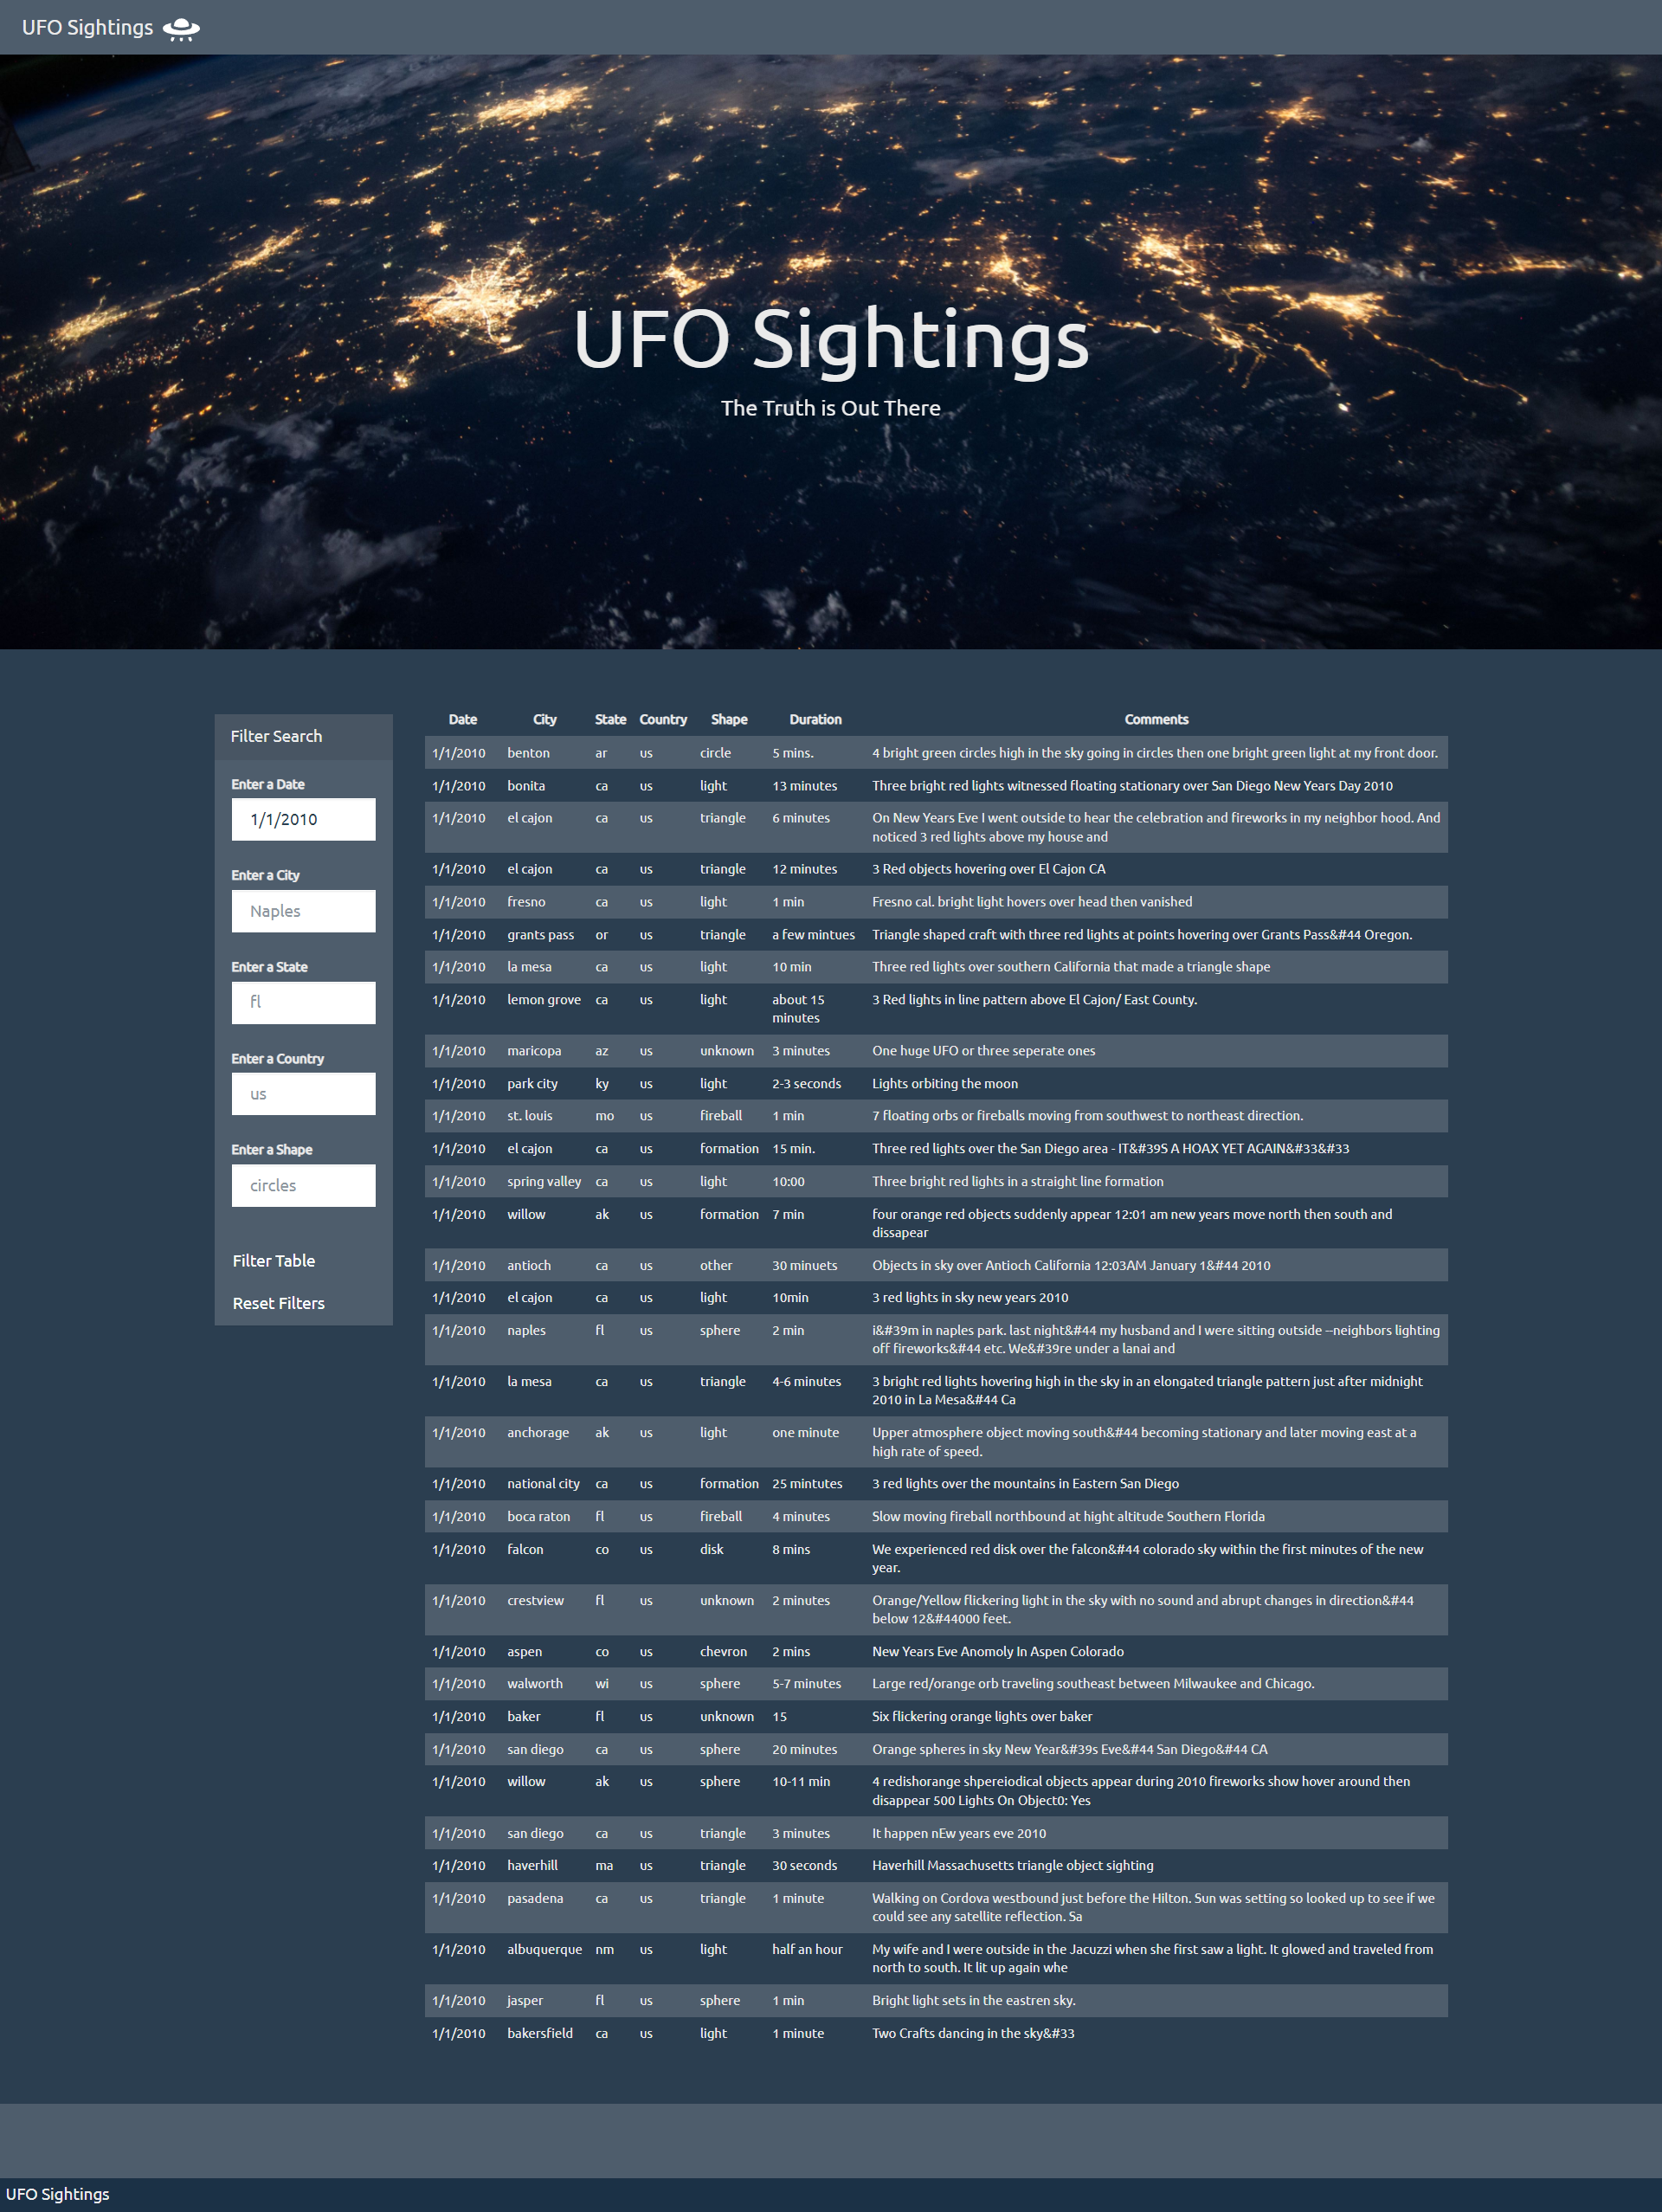 UFO Sightings
UFO Sightings
The Truth is Out There
Filter Search
Enter a Date
1/1/2010
Enter a City
Naples
Enter a State
fl
Enter a Country
us
Enter a Shape
circles
Filter Table
Reset Filters
Date City State Country Shape Duration Comments
1/1/2010 benton ar us circle 5 mins. 4 bright green circles high in the sky going in circles then one bright green light at my front door.
1/1/2010 bonita ca us light 13 minutes Three bright red lights witnessed floating stationary over San Diego New Years Day 2010
1/1/2010 el cajon ca us triangle 6 minutes On New Years Eve I went outside to hear the celebration and fireworks in my neighbor hood. And
noticed 3 red lights above my house and
1/1/2010 el cajon ca us triangle 12 minutes 3 Red objects hovering over El Cajon CA
1/1/2010 fresno ca us light 1 min Fresno cal. bright light hovers over head then vanished
1/1/2010 grants pass or us triangle a few mintues Triangle shaped craft with three red lights at points hovering over Grants Pass&#44 Oregon.
1/1/2010 la mesa ca us light 10 min Three red lights over southern California that made a triangle shape
1/1/2010 lemon grove ca us light about 15 3 Red lights in line pattern above El Cajon/ East County.
minutes
1/1/2010 maricopa az us unknown 3 minutes One huge UFO or three seperate ones
1/1/2010 park city ky us light 2-3 seconds Lights orbiting the moon
1/1/2010 st. louis mo us fireball 1 min 7 floating orbs or fireballs moving from southwest to northeast direction.
1/1/2010 el cajon ca us formation 15 min. Three red lights over the San Diego area - IT&#39S A HOAX YET AGAIN&#33&#33
1/1/2010 spring valley ca us light 10:00 Three bright red lights in a straight line formation
1/1/2010 willow ak us formation 7 min four orange red objects suddenly appear 12:01 am new years move north then south and
dissapear
1/1/2010 antioch ca us other 30 minuets Objects in sky over Antioch California 12:03AM January 1&#44 2010
1/1/2010 el cajon ca us light 10min 3 red lights in sky new years 2010
1/1/2010 naples fl us sphere 2 min i&#39m in naples park. last night&#44 my husband and I were sitting outside --neighbors lighting
off fireworks&#44 etc. We&#39re under a lanai and
1/1/2010 la mesa ca us triangle 4-6 minutes 3 bright red lights hovering high in the sky in an elongated triangle pattern just after midnight
2010 in La Mesa&#44 Ca
1/1/2010 anchorage ak us light one minute Upper atmosphere object moving south&#44 becoming stationary and later moving east at a
high rate of speed.
1/1/2010 national city ca us formation 25 mintutes 3 red lights over the mountains in Eastern San Diego
1/1/2010 boca raton fl us fireball 4 minutes Slow moving fireball northbound at hight altitude Southern Florida
1/1/2010 falcon co us disk 8 mins We experienced red disk over the falcon&#44 colorado sky within the first minutes of the new
year.
1/1/2010 crestview fl us unknown 2 minutes Orange/Yellow flickering light in the sky with no sound and abrupt changes in direction&#44
below 12&#44000 feet.
1/1/2010 aspen co us chevron 2 mins New Years Eve Anomoly In Aspen Colorado
1/1/2010 walworth wi us sphere 5-7 minutes Large red/orange orb traveling southeast between Milwaukee and Chicago.
1/1/2010 baker fl us unknown 15 Six flickering orange lights over baker
1/1/2010 san diego ca us sphere 20 minutes Orange spheres in sky New Year&#39s Eve&#44 San Diego&#44 CA
1/1/2010 willow ak us sphere 10-11 min 4 redishorange shpereiodical objects appear during 2010 fireworks show hover around then
disappear 500 Lights On Object0: Yes
1/1/2010 san diego ca us triangle 3 minutes It happen nEw years eve 2010
1/1/2010 haverhill ma us triangle 30 seconds Haverhill Massachusetts triangle object sighting
1/1/2010 pasadena ca us triangle 1 minute Walking on Cordova westbound just before the Hilton. Sun was setting so looked up to see if we
could see any satellite reflection. Sa
1/1/2010 albuquerque nm us light half an hour My wife and I were outside in the Jacuzzi when she first saw a light. It glowed and traveled from
north to south. It lit up again whe
1/1/2010 jasper fl us sphere 1 min Bright light sets in the eastren sky.
1/1/2010 bakersfield ca us light 1 minute Two Crafts dancing in the sky&#33
UFO Sightings